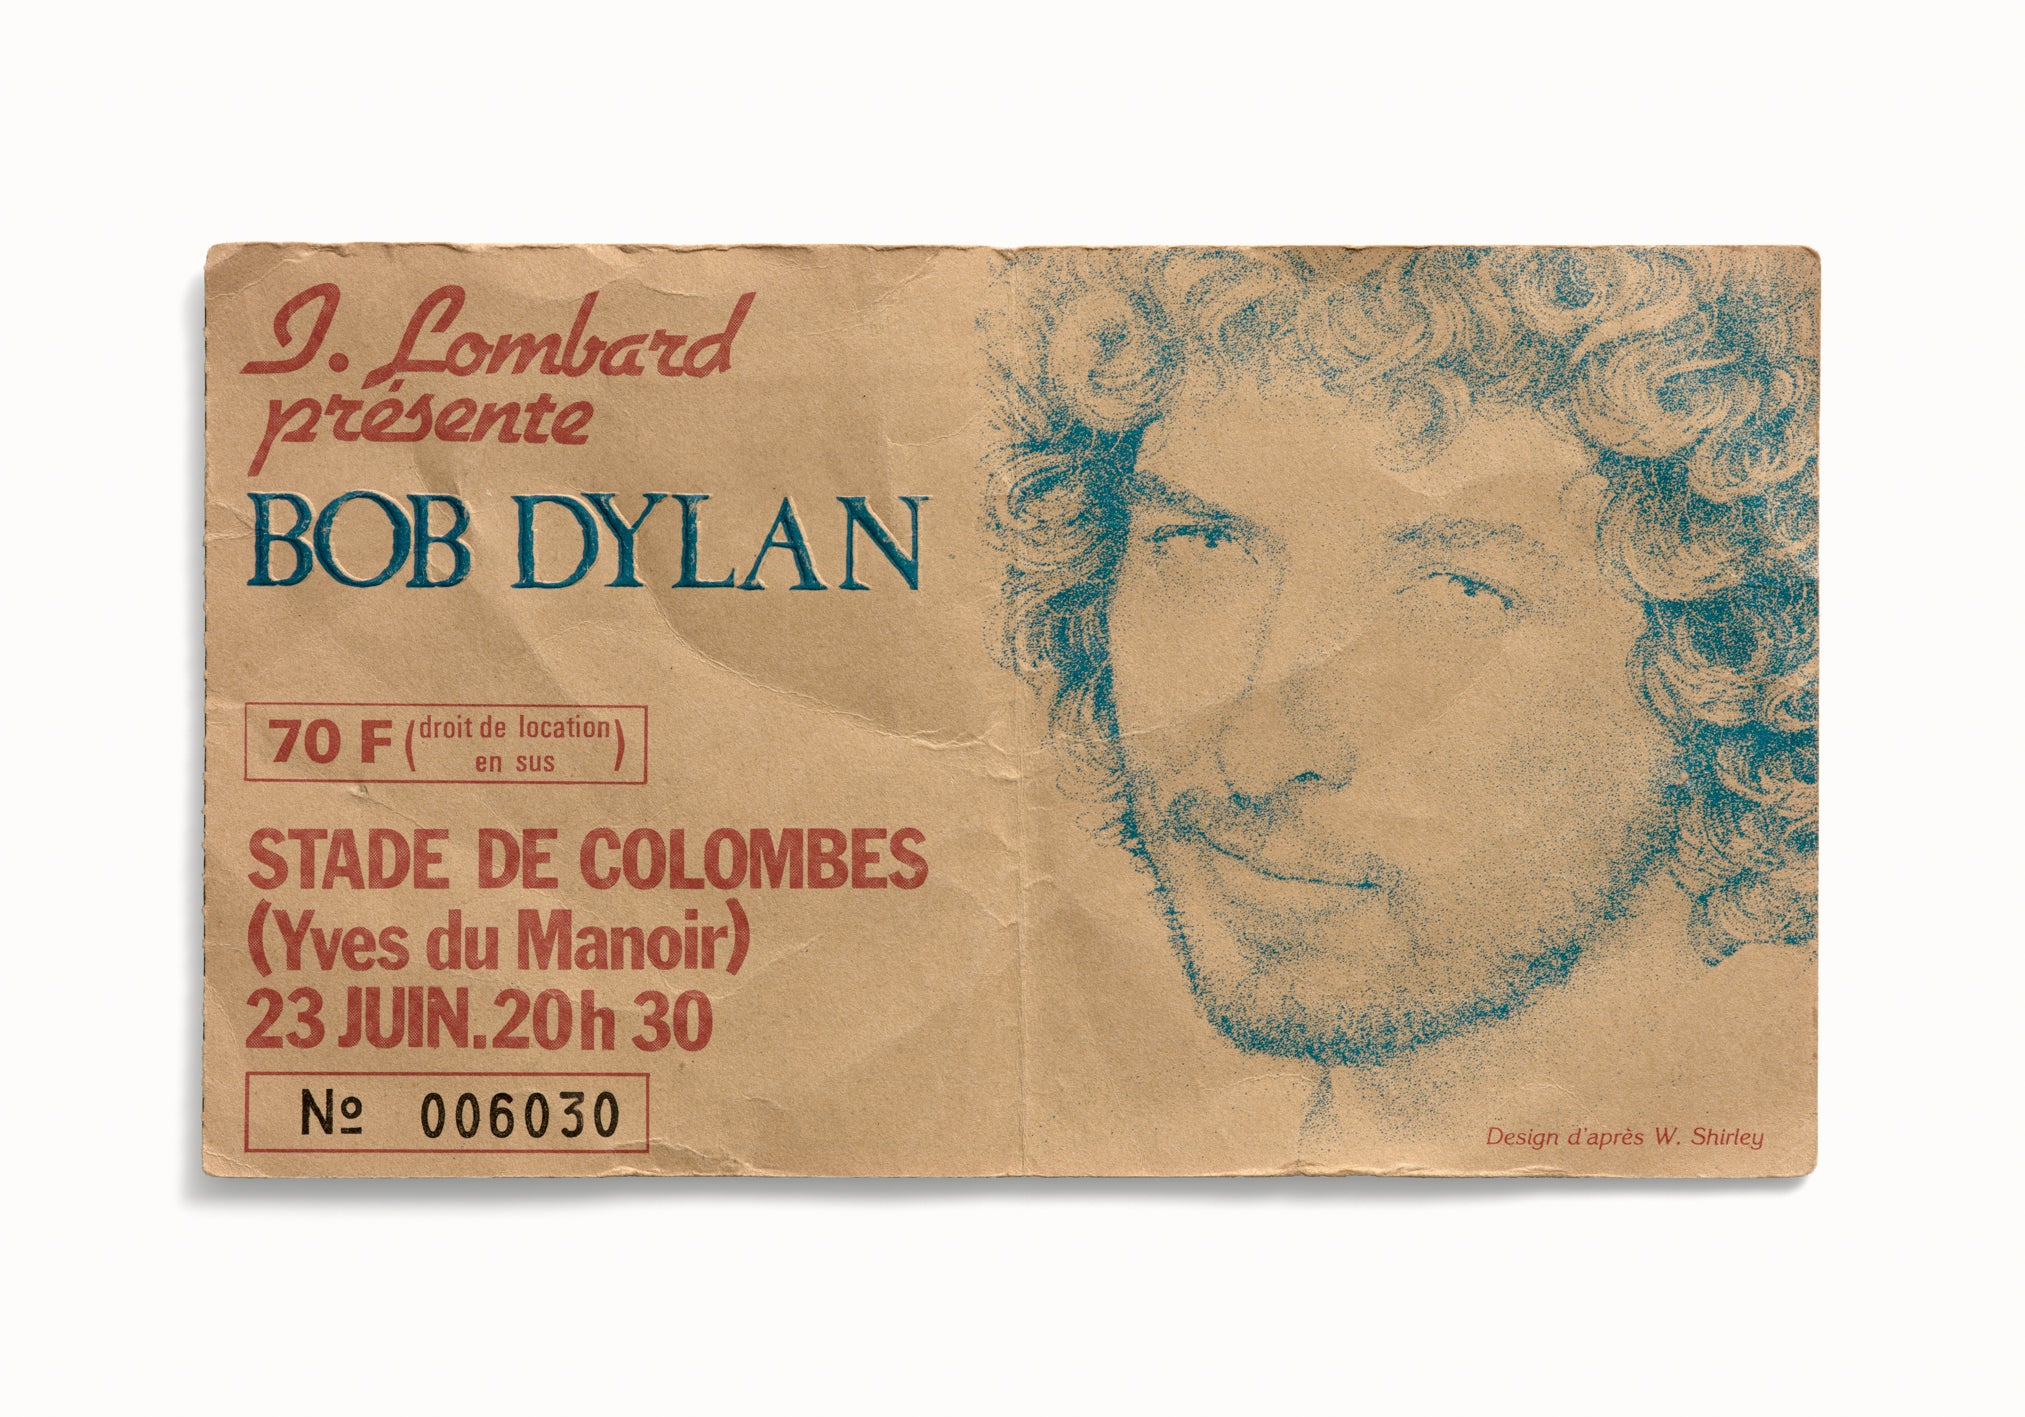 J. Lombard
présente
BOB DYLAN
70 F (droit de location
en sus)
STADE DE COLOMBES
(Yves du Manoir)
23 JUIN. 20 h 30
Nº 006030
Design d'après W. Shirley